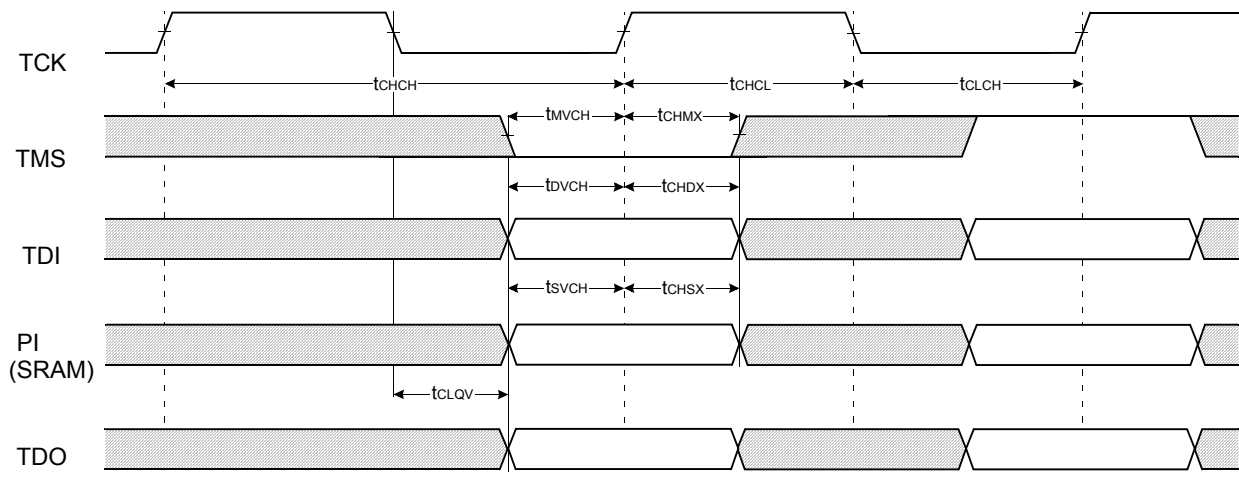 TCK
tCHCH
tCHCL
tCLCH
TMS
tMVCH
tCHMX
tDVCH
tCHDX
TDI
tSVCH
tCHSX
PI
(SRAM)
tCLQV
TDO